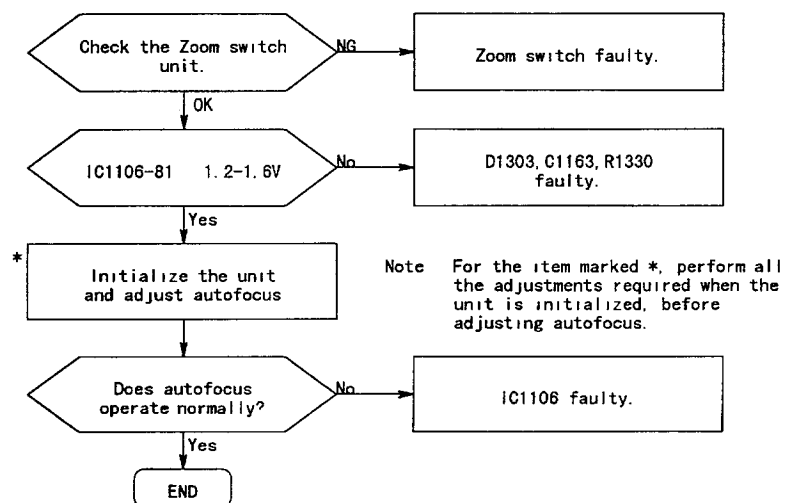 Check the Zoom switch
unit.
NG
Zoom switch faulty.
OK
IC1106-81 1.2-1.6V
No
D1303, C1163, R1330
faulty.
Yes
*
Initialize the unit
and adjust autofocus
Note For the item marked *, perform all
the adjustments required when the
unit is initialized, before
adjusting autofocus.
Does autofocus
operate normally?
No
IC1106 faulty.
Yes
END